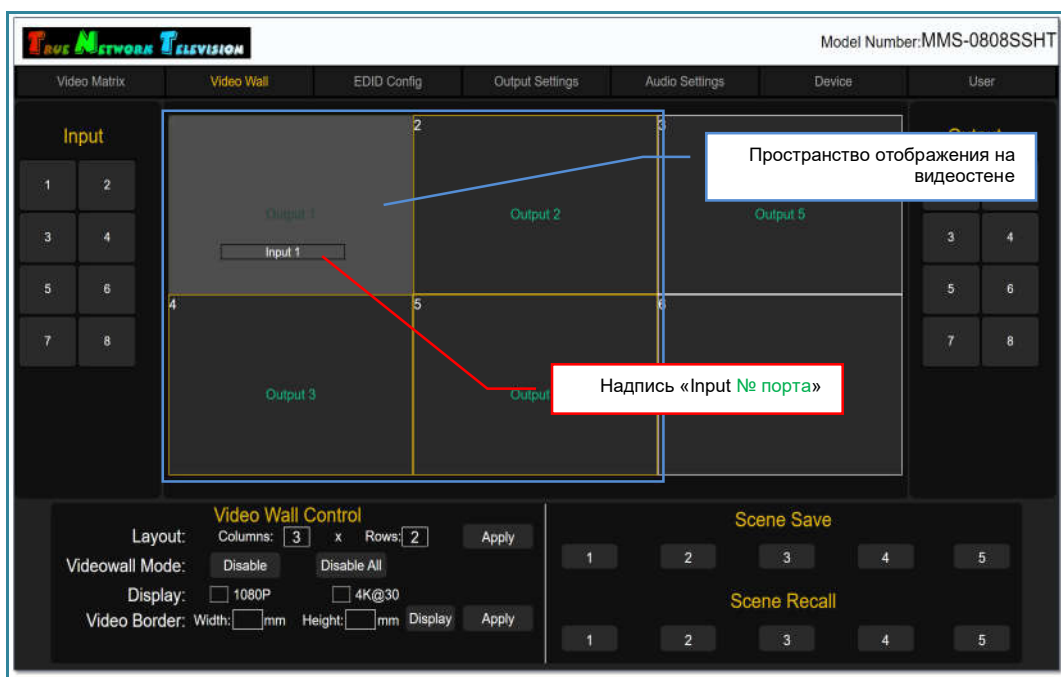 TRUE NETWORK TELEVISION
Model Number:MMS-0808SSHT
Video Matrix Video Wall EDID Config Output Settings Audio Settings Device User
Input
1 2
3 4
5 6
7 8
2
3
Output 1
Input 1
Output 2
Output 5
4
5
6
Output 3
Output
Пространство отображения на
видеостене
Надпись «Input № порта»
3 4
5 6
7 8
Video Wall Control
Layout: Columns: 3 x Rows: 2 Apply
Videowall Mode: Disable Disable All
Display: 1080P 4K@30
Video Border: Width: mm Height: mm Display Apply
Scene Save
1 2 3 4 5
Scene Recall
1 2 3 4 5